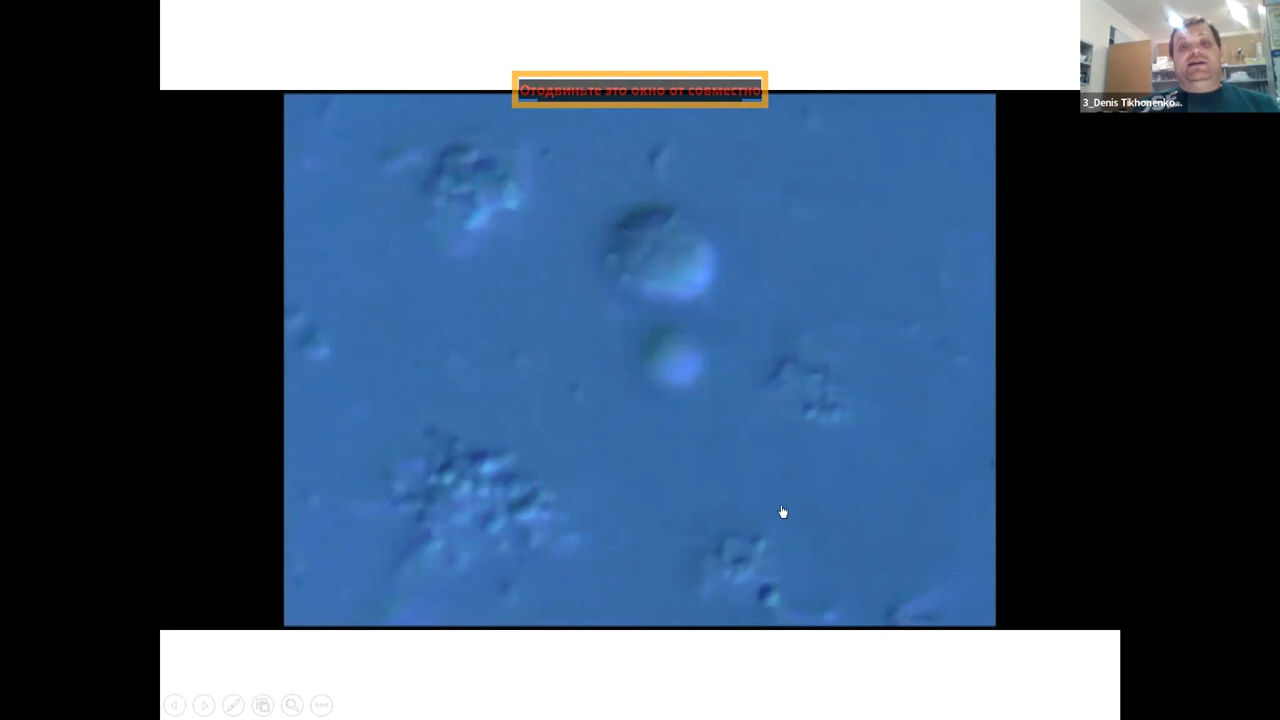 Отодвиньте это окно от совместно
3_Denis Tikhonenko...